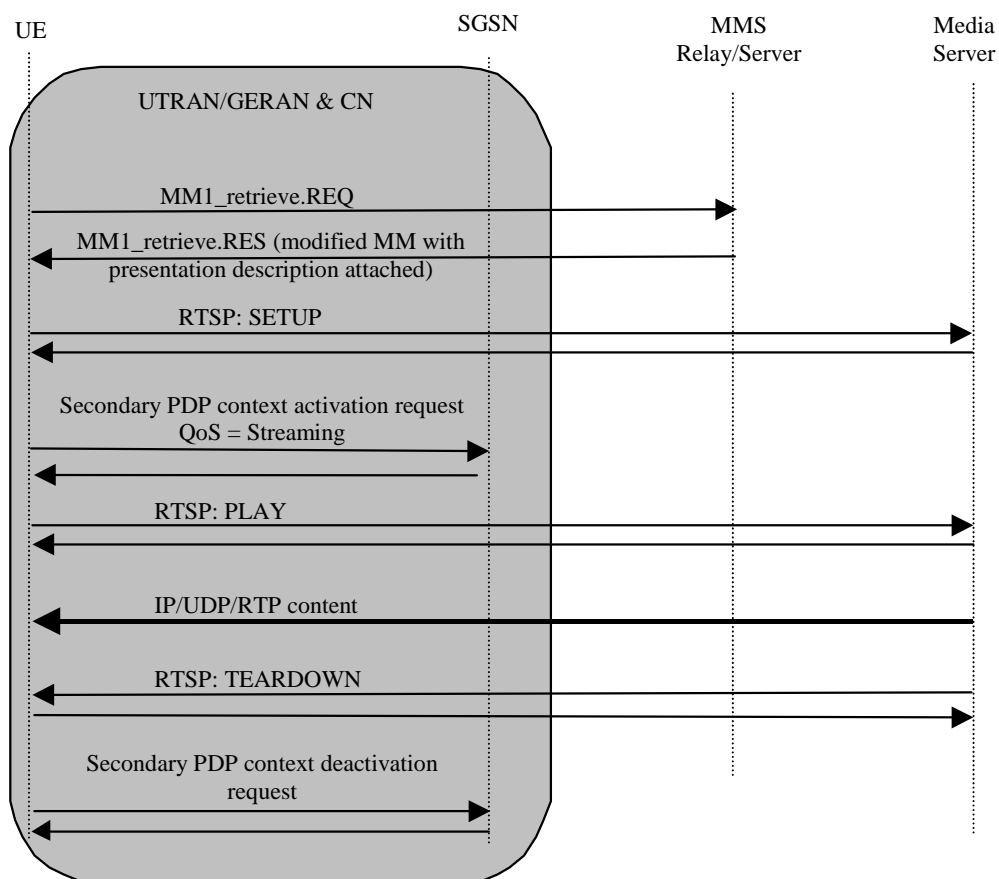 UE
SGSN
MMS
Relay/Server
Media
Server
UTRAN/GERAN & CN
MM1_retrieve.REQ
MM1_retrieve.RES (modified MM with
presentation description attached)
RTSP: SETUP
Secondary PDP context activation request
QoS = Streaming
RTSP: PLAY
IP/UDP/RTP content
RTSP: TEARDOWN
Secondary PDP context deactivation
request